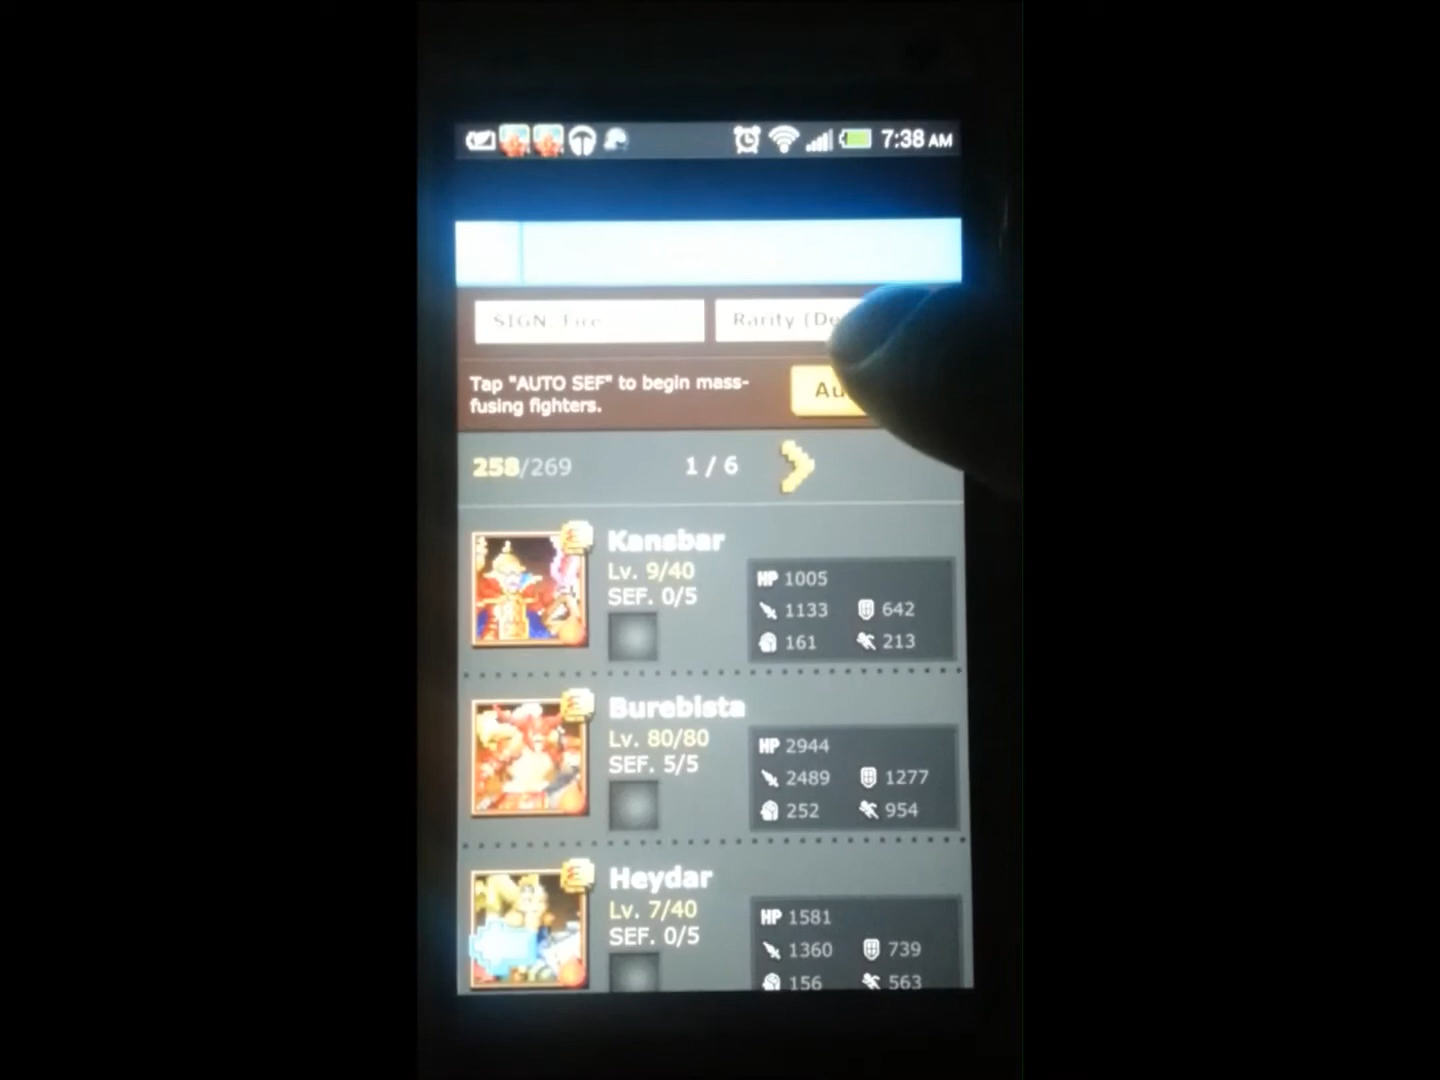 7:38 AM
SIGN: Fire
Rarity (De
Tap "AUTO SEF" to begin mass-
fusing fighters.
Au
258/269
1 / 6
Kansbar
Lv. 9/40
SEF. 0/5
HP 1005
1133 642
161 213
Burebista
Lv. 80/80
SEF. 5/5
HP 2944
2489 1277
252 954
Heydar
Lv. 7/40
SEF. 0/5
HP 1581
1360 739
156 563